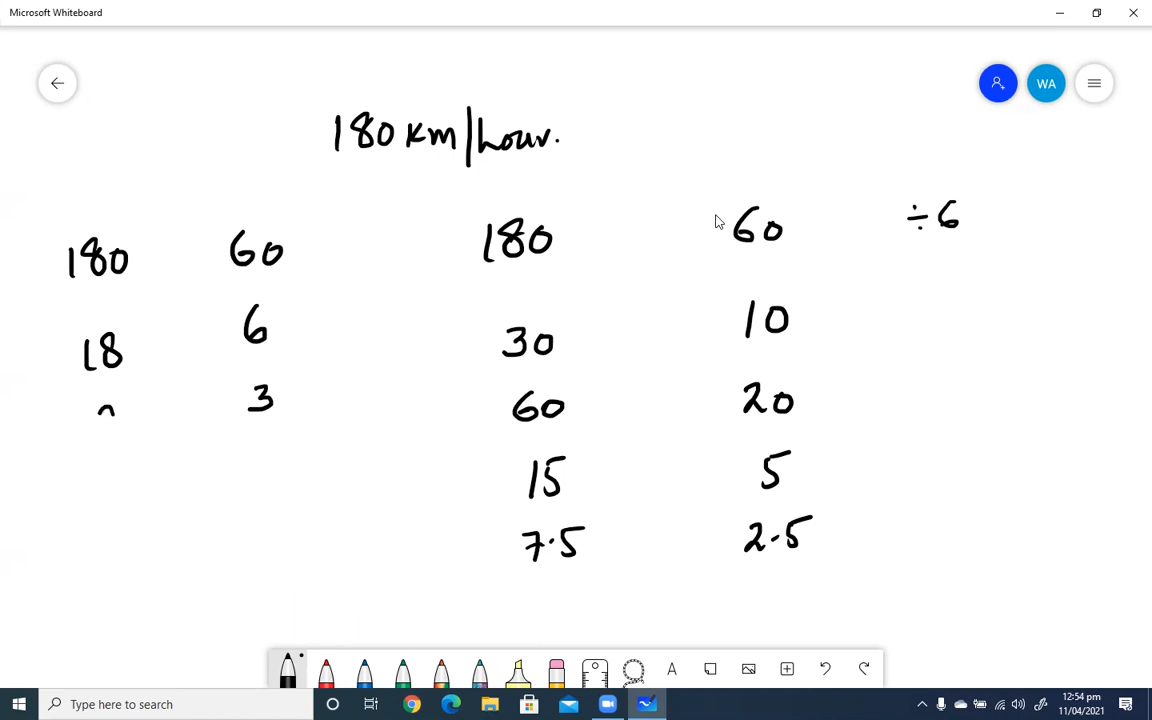 Microsoft Whiteboard
WA
180 km/hour.
180 60 180 60 ÷6
18 6 30 10
3 60 20
15 5
7.5 2.5
A
Type here to search
12:54 pm
11/04/2021